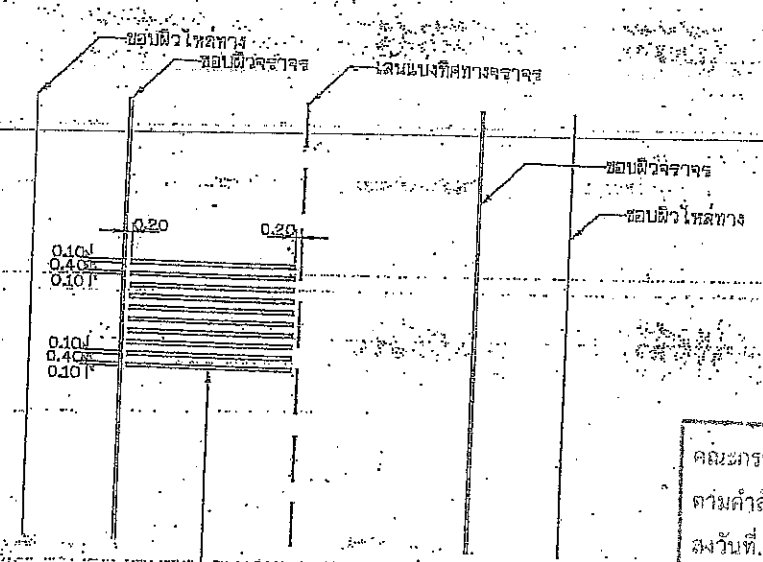 ขอบผิวไหล่ทาง
ขอบผิวจราจร
เส้นแบ่งทิศทางจราจร
ขอบผิวจราจร
ขอบผิวไหล่ทาง
0.20
0.20
0.10
0.40
0.10
0.10
0.40
0.10
คณะกร
ตามคำสั
ลงวันที่.